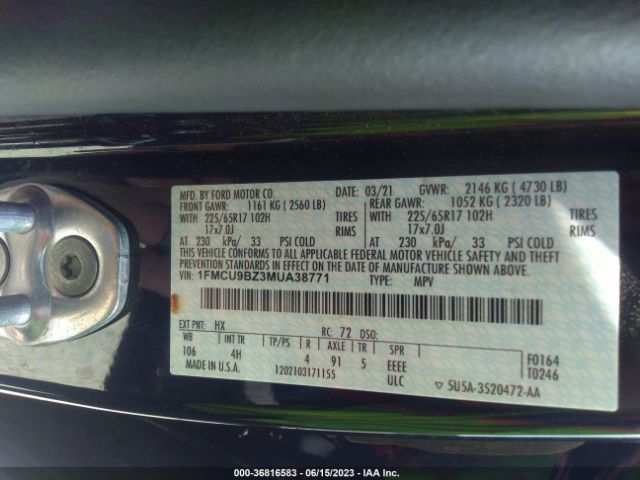 MFD. BY FORD MOTOR CO. DATE: 03/21 GVWR: 2146 KG ( 4730 LB)
FRONT GAWR: 1161 KG ( 2560 LB) REAR GAWR: 1052 KG ( 2320 LB)
WITH 225/65R17 102H TIRES WITH 225/65R17 102H TIRES
17x7.0J RIMS 17x7.0J RIMS
AT 230 kPa/ 33 PSI COLD AT 230 kPa/ 33 PSI COLD
THIS VEHICLE CONFORMS TO ALL APPLICABLE FEDERAL MOTOR VEHICLE SAFETY AND THEFT PREVENTION
STANDARDS IN EFFECT ON THE DATE OF MANUFACTURE SHOWN ABOVE.
VIN: 1FMCU9BZ3MUA38771 TYPE: MPV
EXT PNT: HX RC: 72 DSO:
WB INT TR TP/PS R AXLE TR SPR
106 4H 4 91 5 EEEE F0164
MADE IN U.S.A. 1202103171155 ULC T0246
▽ 5U5A-3520472-AA
000-36816583 - 06/15/2023 - IAA Inc.